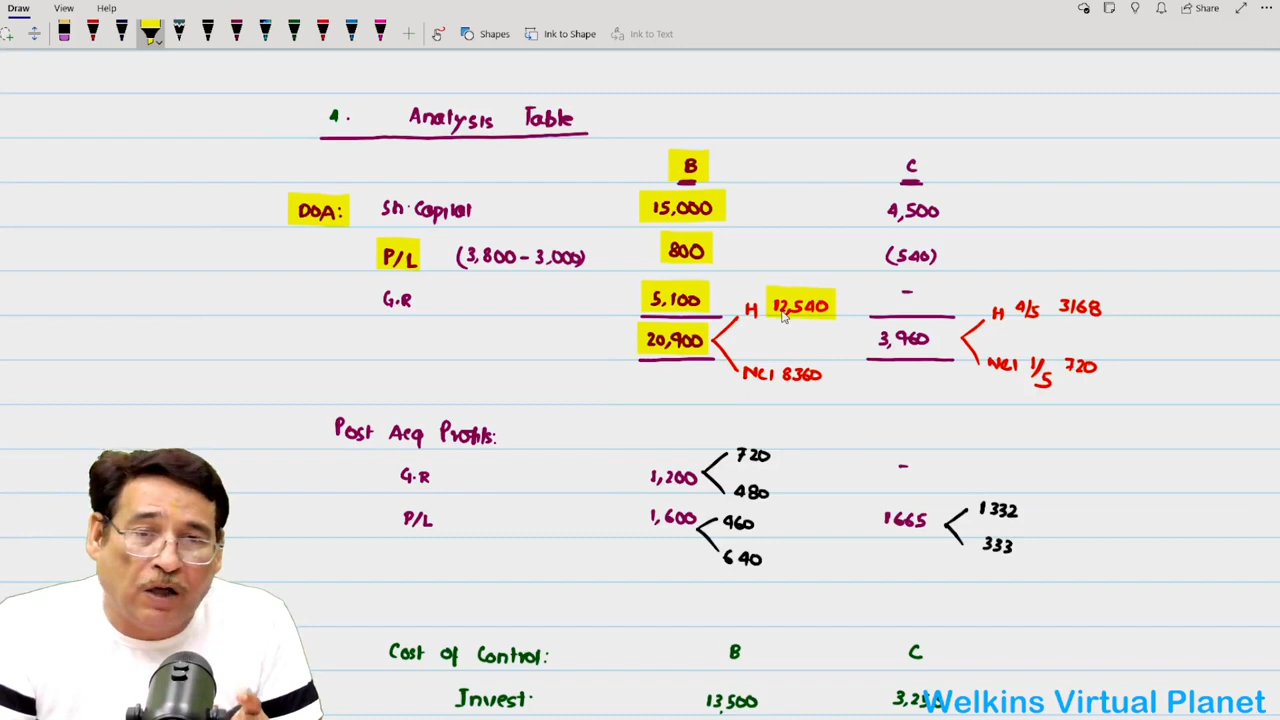 Draw View Help Share
Shapes Ink to Shape Ink to Text
A. Analysis Table
B C
DOA: Sh. Capital 15,000 4,500
P/L (3,800 - 3,000) 800 (540)
G.R 5,100 -
H 12,540 H 4/5 3168
20,900 3,960
NCI 8360 NCI 1/5 720
Post Acq Profits:
720
G.R 1,200 -
480
1332
P/L 1,600 460 1665
333
640
Cost of Control: B C
Invest. 13,500
Welkins Virtual Planet